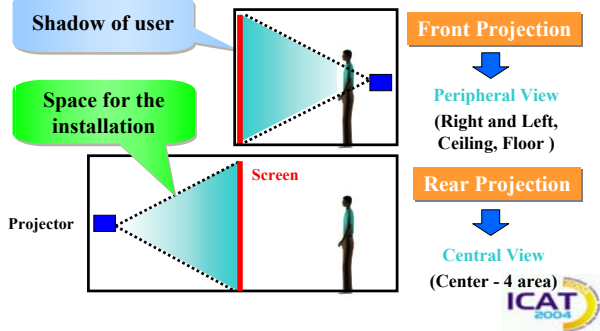 Shadow of user
Front Projection
Peripheral View
(Right and Left,
Ceiling, Floor )
Space for the
installation
Screen
Projector
Rear Projection
Central View
(Center - 4 area)
ICAT
2004